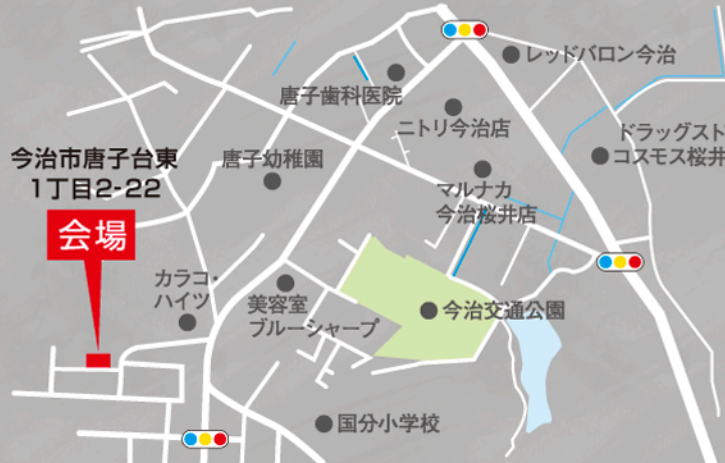 レッドバロン今治
唐子歯科医院
ニトリ今治店
ドラッグスト
コスモス桜井
今治市唐子台東
1丁目2-22
唐子幼稚園
マルナカ
今治桜井店
会場
カラコ・
ハイツ
美容室
ブルーシャープ
今治交通公園
国分小学校